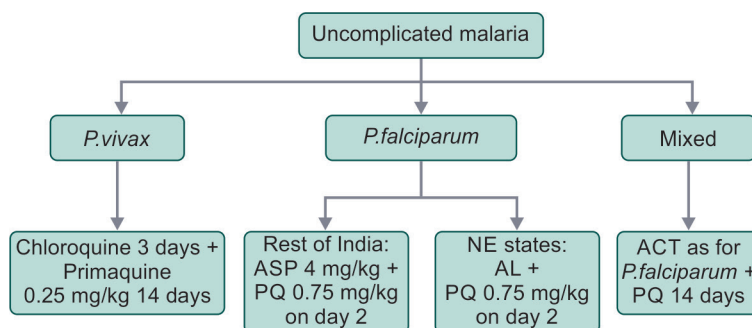 Uncomplicated malaria
P.vivax
P.falciparum
Mixed
Chloroquine 3 days +
Primaquine
0.25 mg/kg 14 days
Rest of India:
ASP 4 mg/kg +
PQ 0.75 mg/kg
on day 2
NE states:
AL +
PQ 0.75 mg/kg
on day 2
ACT as for
P.falciparum +
PQ 14 days